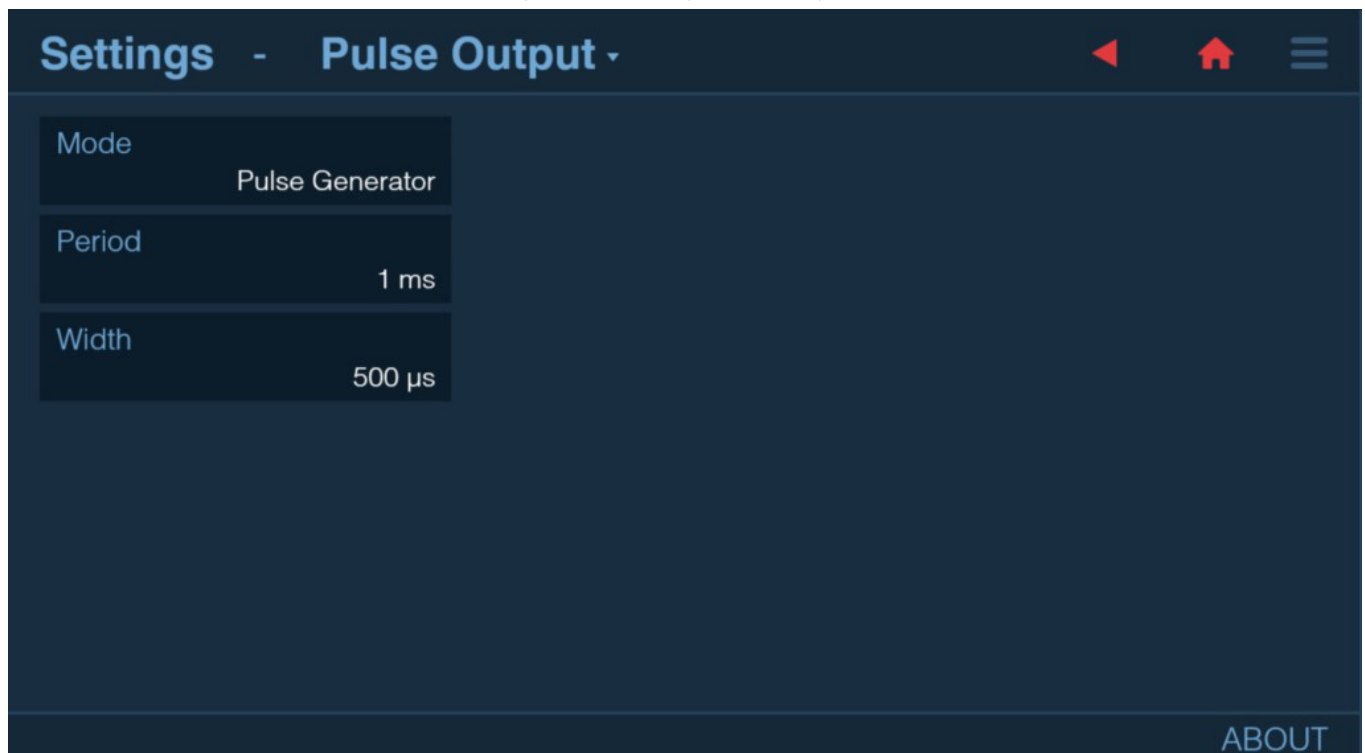 Settings - Pulse Output
Mode
Pulse Generator
Period
1 ms
Width
500 µs
ABOUT